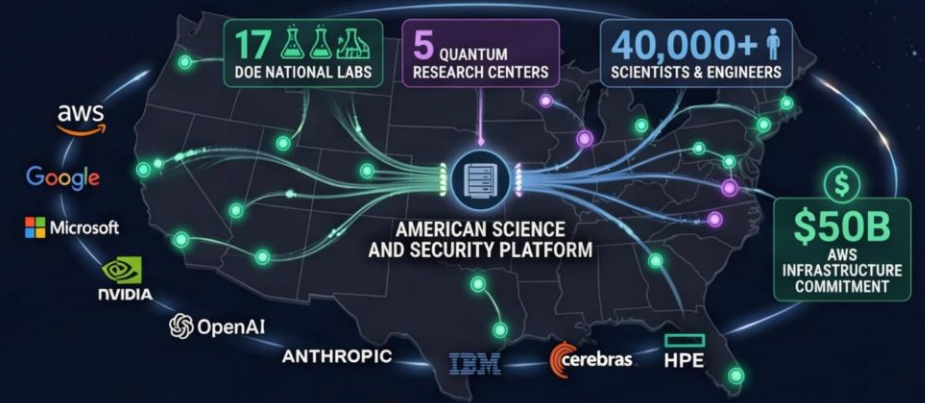 17
DOE NATIONAL LABS
5 QUANTUM
RESEARCH CENTERS
40,000+
SCIENTISTS & ENGINEERS
aws
Google
Microsoft
NVIDIA
OpenAI
ANTHROPIC
IBM
cerebras
HPE
AMERICAN SCIENCE
AND SECURITY PLATFORM
$
$50B
AWS
INFRASTRUCTURE
COMMITMENT